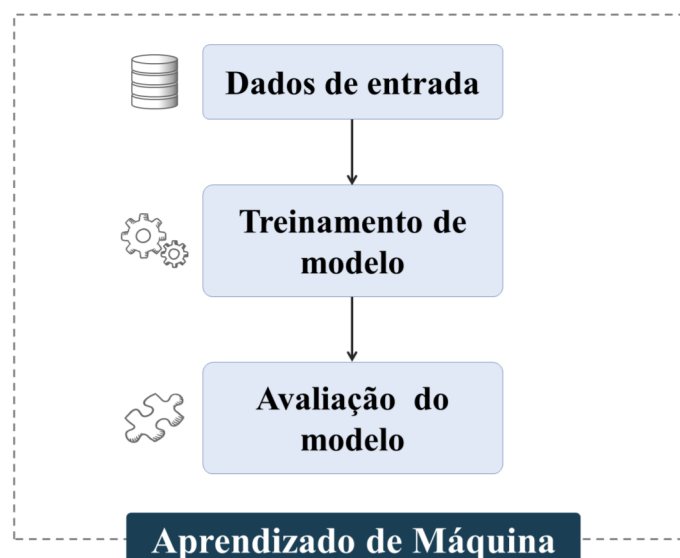 Dados de entrada
Treinamento de
modelo
Avaliação do
modelo
Aprendizado de Máquina